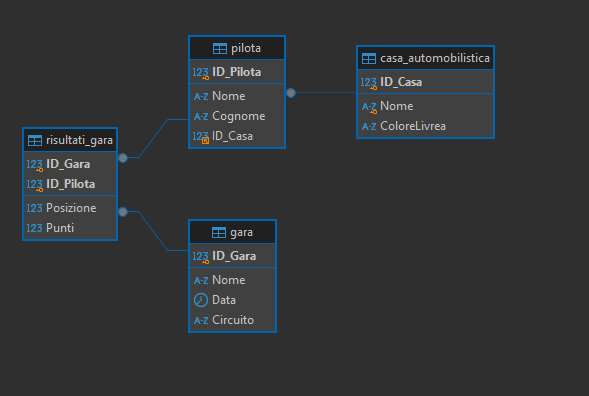 pilota
123 ID_Pilota
A-Z Nome
A-Z Cognome
123 ID_Casa
casa_automobilistica
123 ID_Casa
A-Z Nome
A-Z ColoreLivrea
risultati_gara
123 ID_Gara
123 ID_Pilota
123 Posizione
123 Punti
gara
123 ID_Gara
A-Z Nome
Data
A-Z Circuito